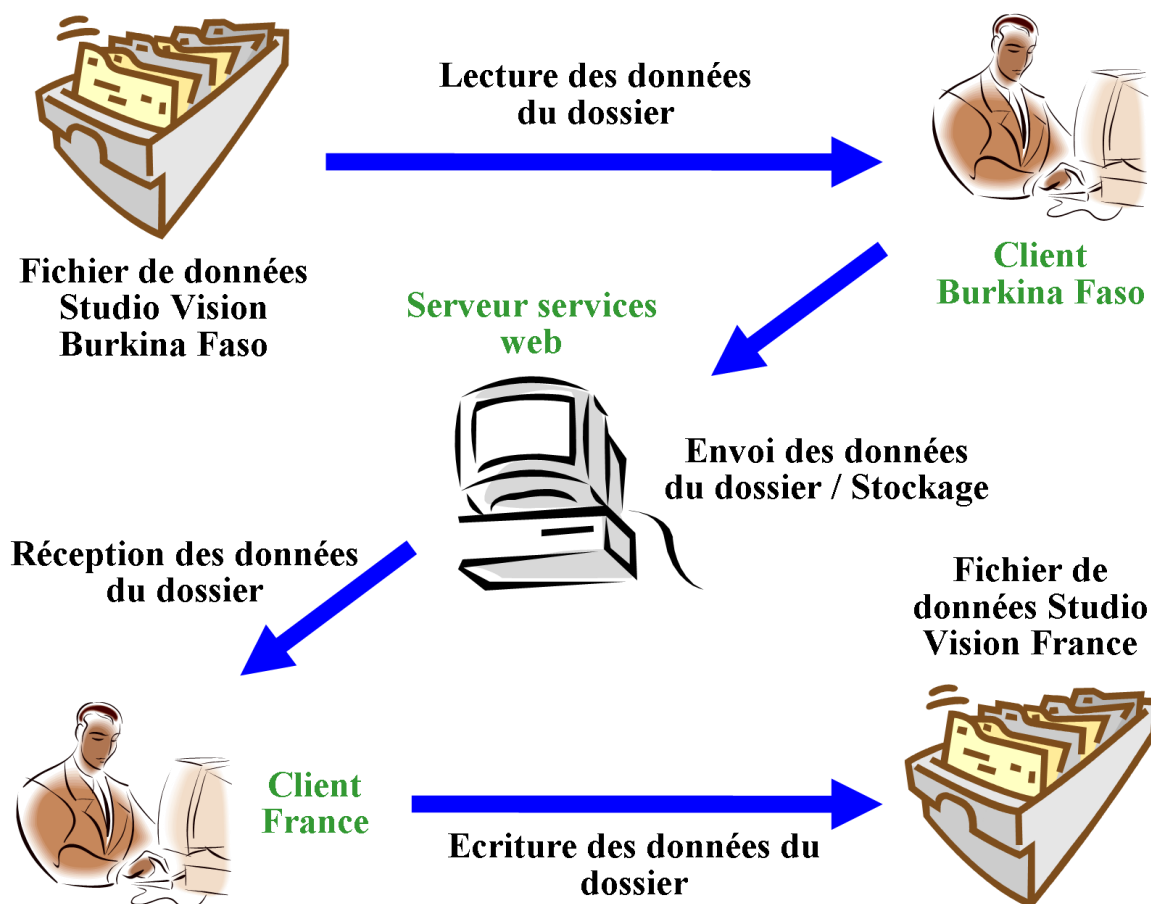 Lecture des données
du dossier
Fichier de données
Studio Vision
Burkina Faso
Client
Burkina Faso
Serveur services
web
Envoi des données
du dossier / Stockage
Réception des données
du dossier
Fichier de
données Studio
Vision France
Client
France
Ecriture des données du
dossier